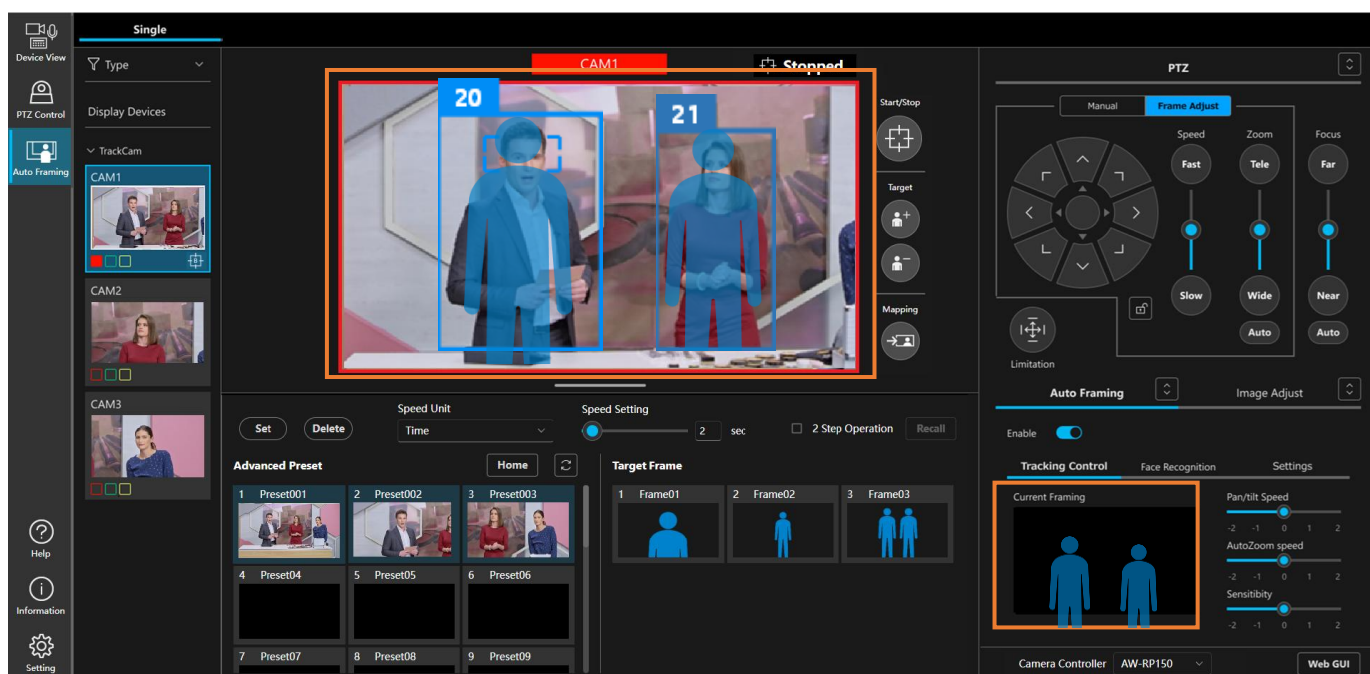 Single
Device View
PTZ Control
Auto Framing
Help
Information
Setting
Type
Display Devices
TrackCam
CAM1
CAM2
CAM3
CAM1
Stopped
20
21
Start/Stop
Target
Mapping
Set
Delete
Speed Unit
Time
Speed Setting
2 sec
2 Step Operation
Recall
Advanced Preset
Home
1 Preset001
2 Preset002
3 Preset003
4 Preset04
5 Preset05
6 Preset06
7 Preset07
8 Preset08
9 Preset09
Target Frame
1 Frame01
2 Frame02
3 Frame03
PTZ
Manual
Frame Adjust
Speed
Zoom
Focus
Fast
Tele
Far
Slow
Wide
Near
Auto
Auto
Limitation
Auto Framing
Image Adjust
Enable
Tracking Control
Face Recognition
Settings
Current Framing
Pan/tilt Speed
-2 -1 0 1 2
AutoZoom speed
-2 -1 0 1 2
Sensitibity
-2 -1 0 1 2
Camera Controller
AW-RP150
Web GUI